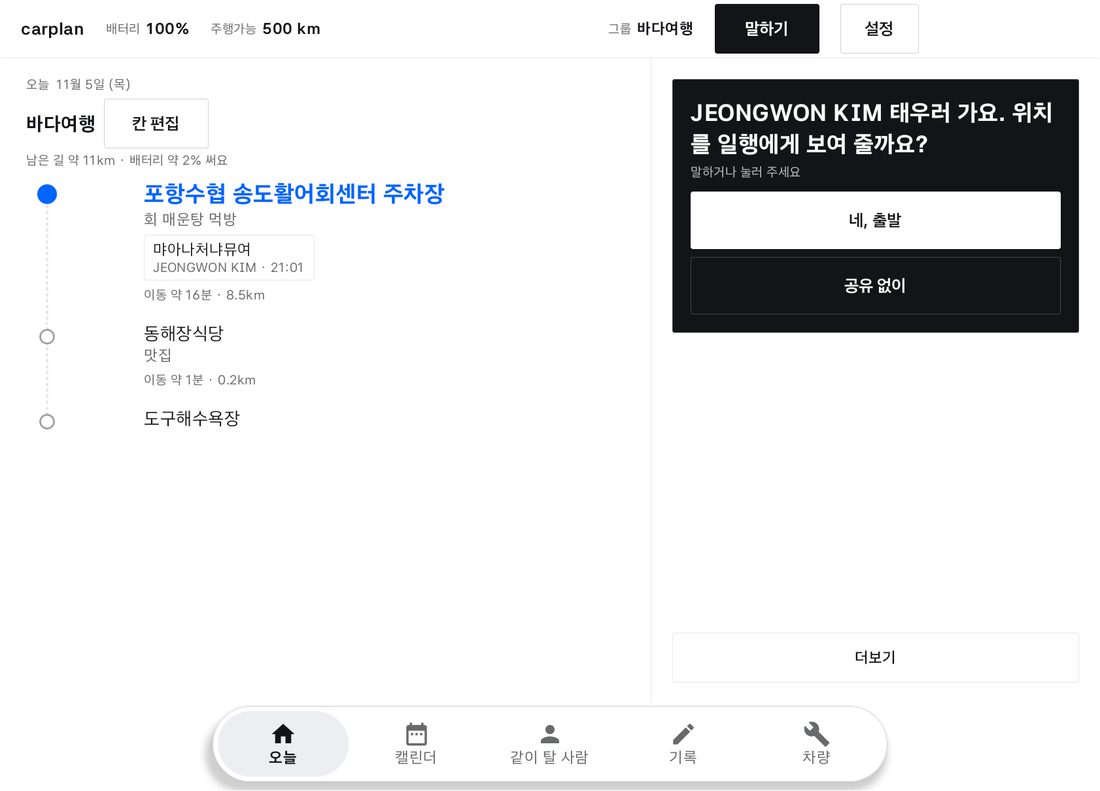 carplan 배터리 100% 주행가능 500 km 그룹 바다여행 말하기 설정
오늘 11월 5일 (목)
바다여행 칸 편집
남은 길 약 11km · 배터리 약 2% 써요
포항수협 송도활어회센터 주차장
회 매운탕 먹방
먀아나처냐뮤여
JEONGWON KIM · 21:01
이동 약 16분 · 8.5km
동해장식당
맛집
이동 약 1분 · 0.2km
도구해수욕장
JEONGWON KIM 태우러 가요. 위치
를 일행에게 보여 줄까요?
말하거나 눌러 주세요
네, 출발
공유 없이
더보기
오늘 캘린더 같이 탈 사람 기록 차량